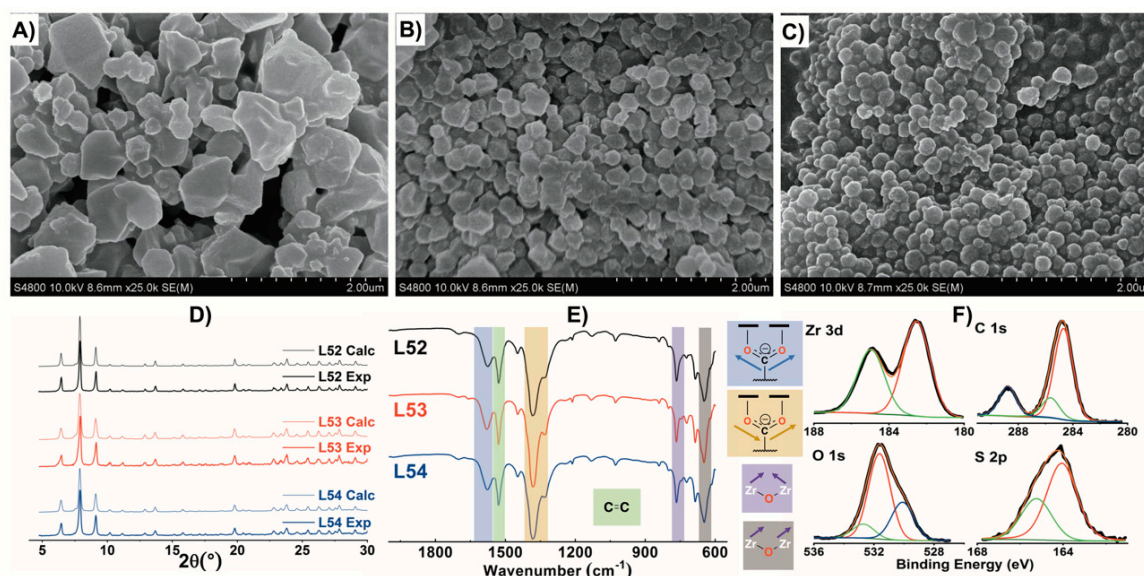 A)
B)
C)
S4800 10.0kV 8.6mm x25.0k SE(M)
2.00um
S4800 10.0kV 8.6mm x25.0k SE(M)
2.00um
S4800 10.0kV 8.7mm x25.0k SE(M)
2.00um
D)
L52 Calc
L52 Exp
L53 Calc
L53 Exp
L54 Calc
L54 Exp
5 10 15 20 25 30
2θ(°)
E)
L52
L53
L54
C=C
1950 1500 1050 600
Wavenumber (cm⁻¹)
O C O
O C O
Zr O Zr
Zr O Zr
F)
Zr 3d
188 184 180
C 1s
288 284 280
O 1s
536 532 528
S 2p
168 164
Binding Energy (eV)